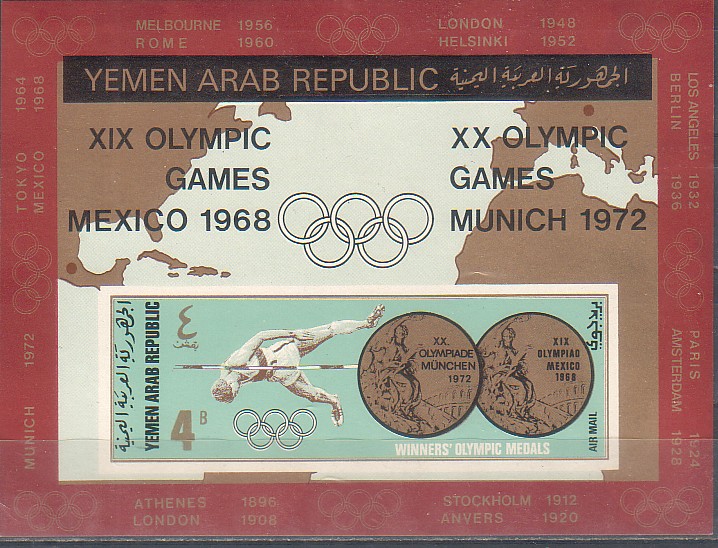 MELBOURNE 1956
ROME 1960
LONDON 1948
HELSINKI 1952
YEMEN ARAB REPUBLIC الجمهورية العربية اليمنية
XIX OLYMPIC
GAMES
MEXICO 1968
XX OLYMPIC
GAMES
MUNICH 1972
TOKYO 1964
MEXICO 1968
MUNICH 1972
LOS ANGELES 1932
BERLIN 1936
PARIS 1924
AMSTERDAM 1928
الجمهورية العربية اليمنية
YEMEN ARAB REPUBLIC
٤
بقش
4 B
XX.
OLYMPIADE
MÜNCHEN
1972
XIX
OLYMPIAD
MEXICO
1968
WINNERS' OLYMPIC MEDALS
بريد جوي
AIR MAIL
ATHENES 1896
LONDON 1908
STOCKHOLM 1912
ANVERS 1920